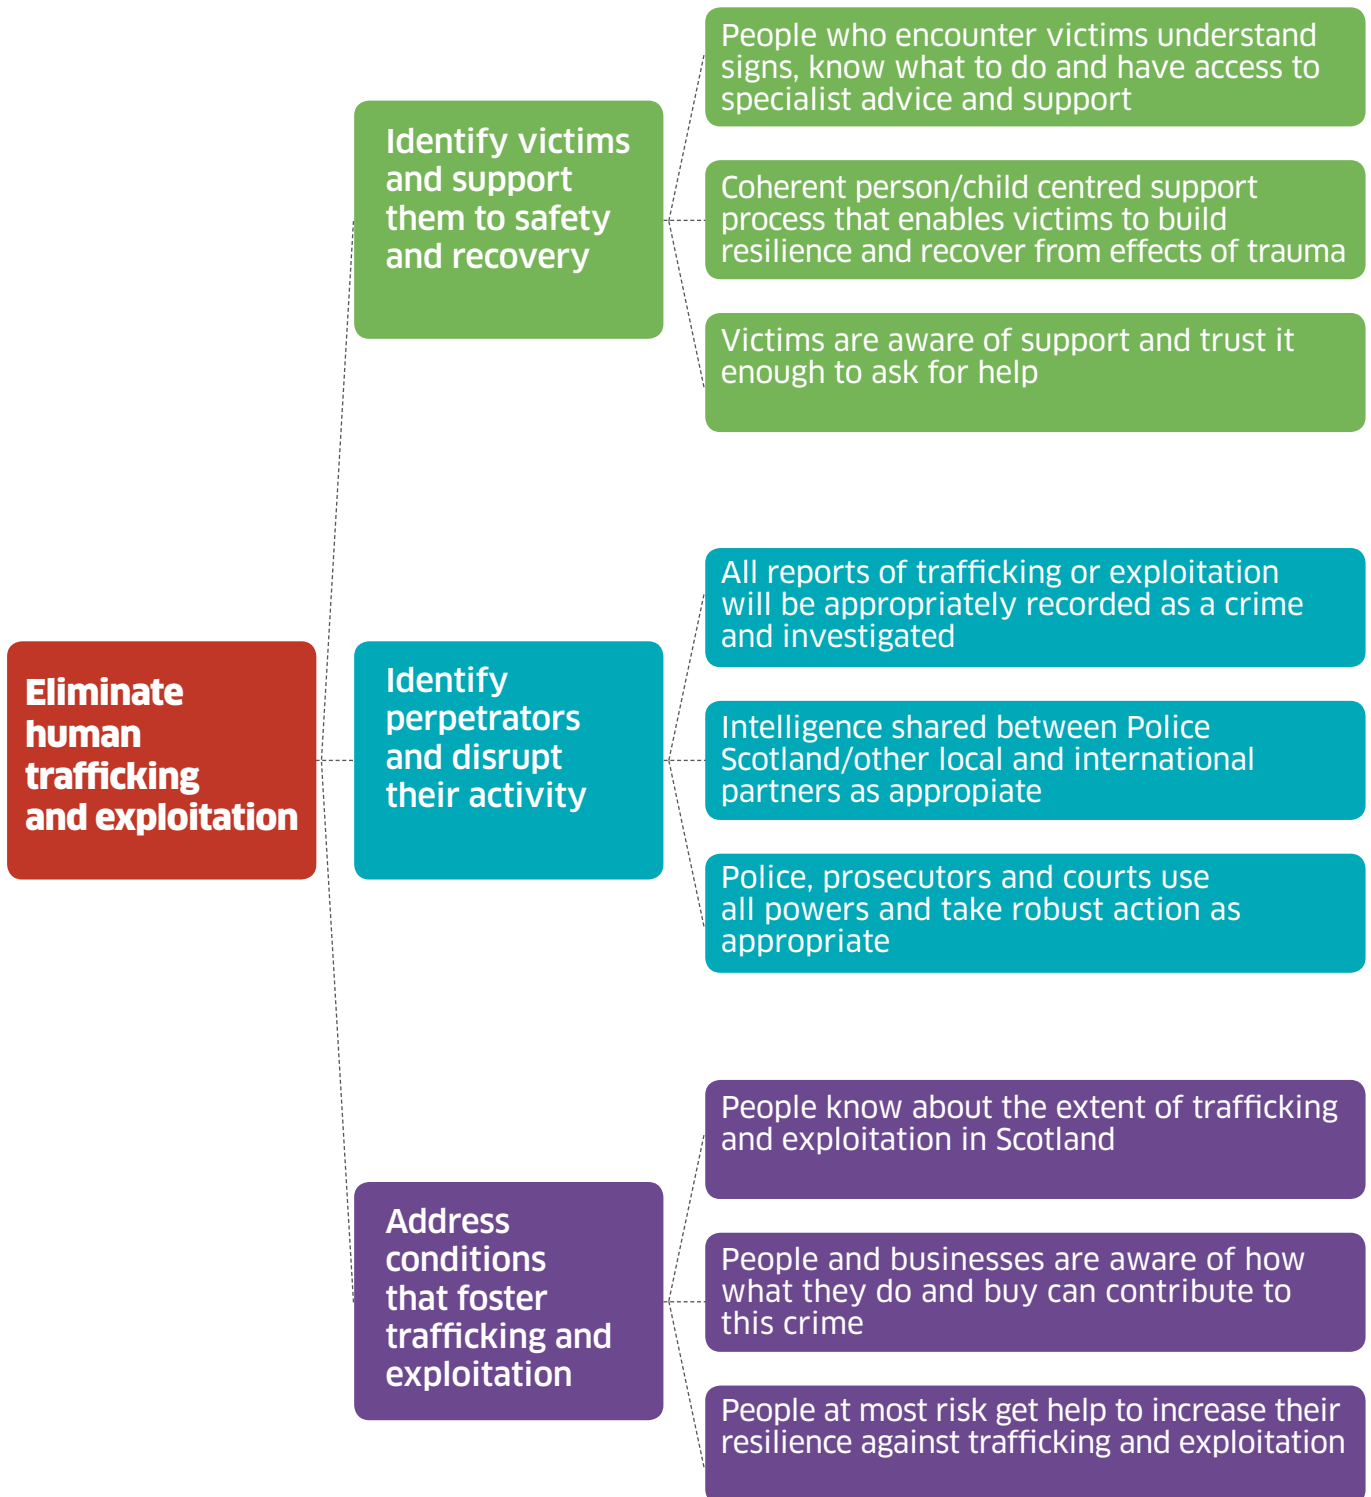 People who encounter victims understand
signs, know what to do and have access to
specialist advice and support
Identify victims
and support
them to safety
and recovery
Coherent person/child centred support
process that enables victims to build
resilience and recover from effects of trauma
Victims are aware of support and trust it
enough to ask for help
All reports of trafficking or exploitation
will be appropriately recorded as a crime
and investigated
Eliminate
human
trafficking
and exploitation
Identify
perpetrators
and disrupt
their activity
Intelligence shared between Police
Scotland/other local and international
partners as appropiate
Police, prosecutors and courts use
all powers and take robust action as
appropriate
People know about the extent of trafficking
and exploitation in Scotland
Address
conditions
that foster
trafficking and
exploitation
People and businesses are aware of how
what they do and buy can contribute to
this crime
People at most risk get help to increase their
resilience against trafficking and exploitation